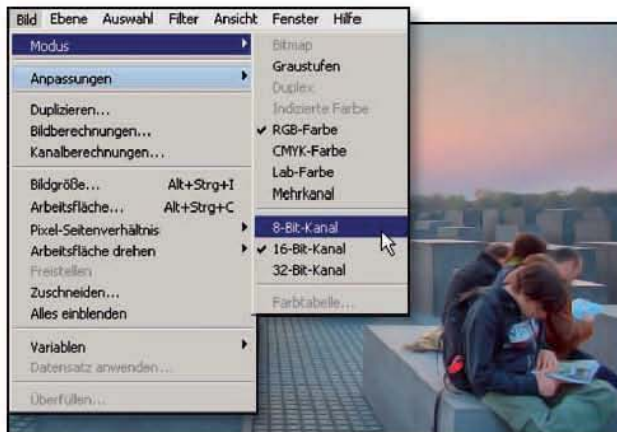 Bild Ebene Auswahl Filter Ansicht Fenster Hilfe
Modus
Anpassungen
Duplizieren...
Bildberechnungen...
Kanalberechnungen...
Bildgröße... Alt+Strg+I
Arbeitsfläche... Alt+Strg+C
Pixel-Seitenverhältnis
Arbeitsfläche drehen
Freistellen
Zuschneiden...
Alles einblenden
Variablen
Datensatz anwenden...
Überfüllen...
Bitmap
Graustufen
Duplex
Indizierte Farbe
✓ RGB-Farbe
CMYK-Farbe
Lab-Farbe
Mehrkanal
8-Bit-Kanal
✓ 16-Bit-Kanal
32-Bit-Kanal
Farbtabelle...